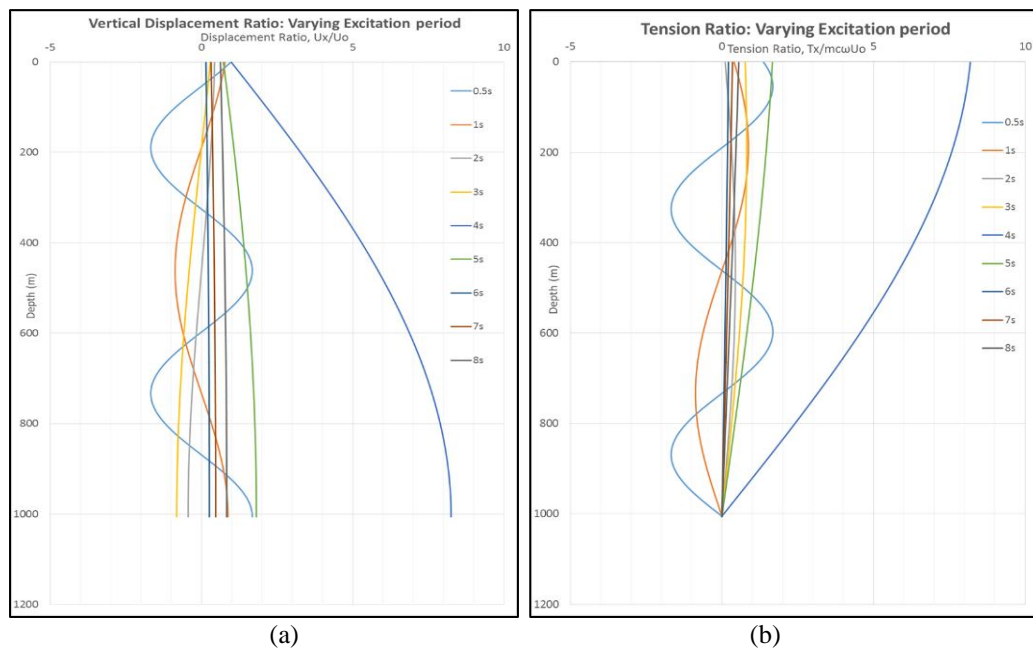 Vertical Displacement Ratio: Varying Excitation period
Displacement Ratio, Ux/Uo
-5 0 5 10
0
200
400
600
800
1000
1200
Depth (m)
0.5s
1s
2s
3s
4s
5s
6s
7s
8s
(a)
Tension Ratio: Varying Excitation period
Tension Ratio, Tx/mcωUo
-5 0 5 10
0
200
400
600
800
1000
1200
Depth (m)
0.5s
1s
2s
3s
4s
5s
6s
7s
8s
(b)